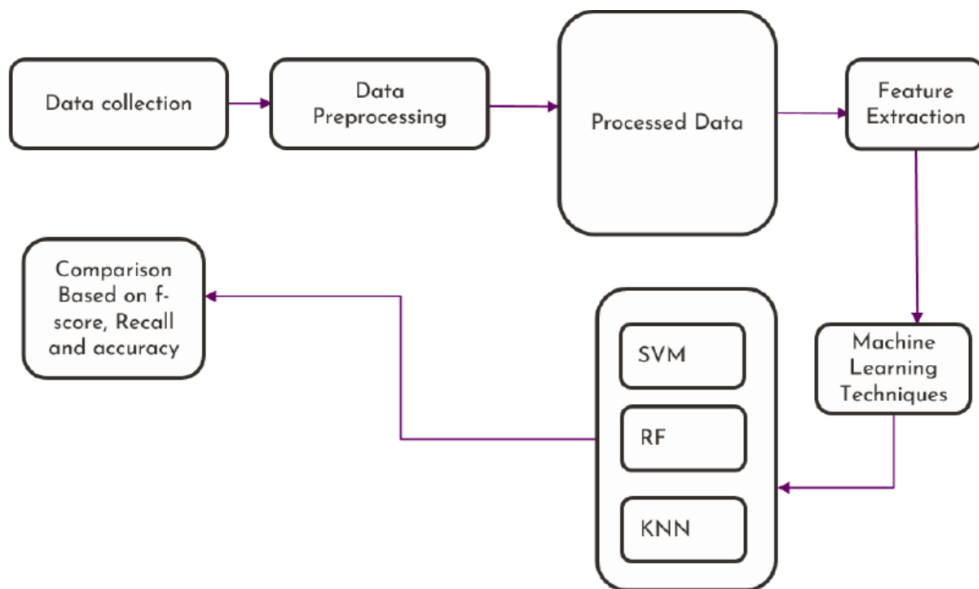 Data collection
Data
Preprocessing
Processed Data
Feature
Extraction
Comparison
Based on f-
score, Recall
and accuracy
SVM
RF
KNN
Machine
Learning
Techniques